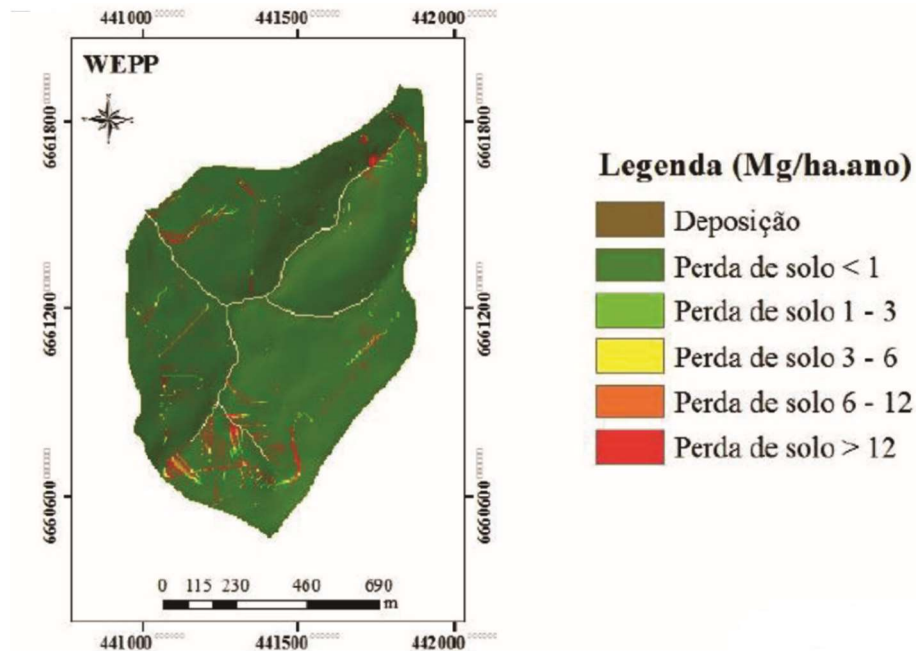 441000 441500 442000
WEPP
6661800
6661800
6661200
6661200
6660600
6660600
0 115 230 460 690
m
441000 441500 442000
Legenda (Mg/ha.ano)
Deposição
Perda de solo < 1
Perda de solo 1 - 3
Perda de solo 3 - 6
Perda de solo 6 - 12
Perda de solo > 12